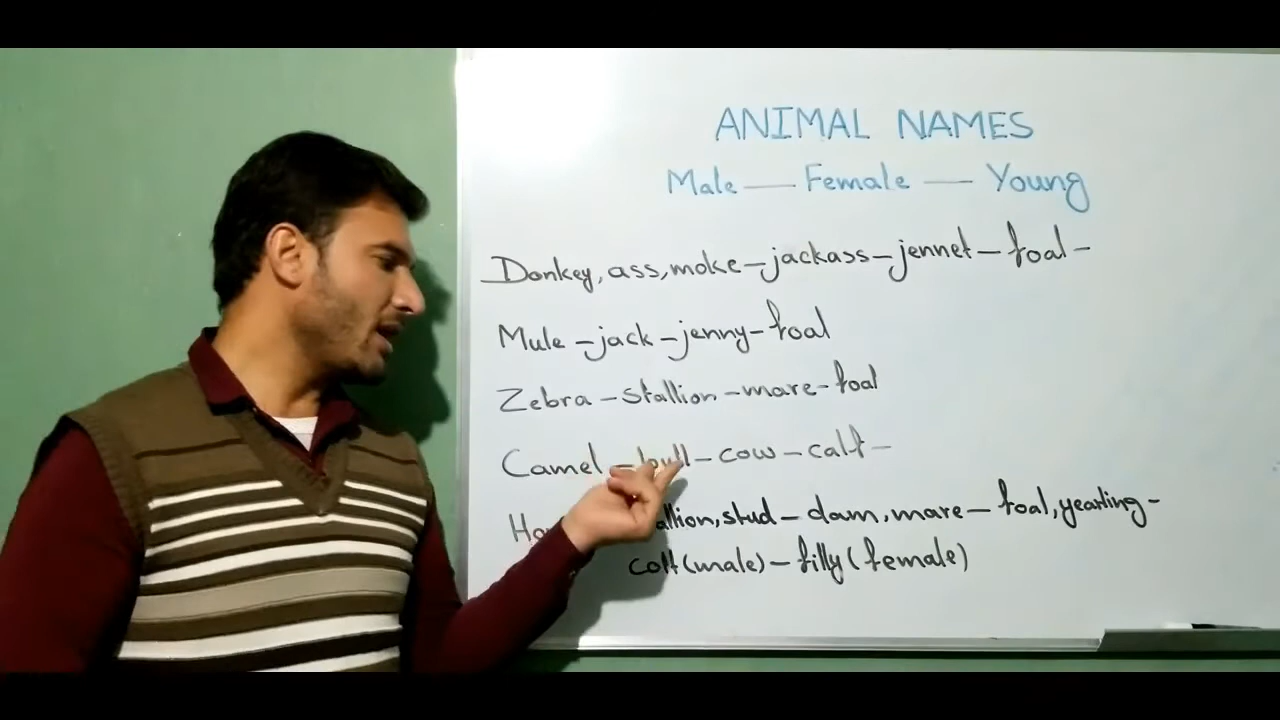 ANIMAL NAMES
Male — Female — Young
Donkey, ass, moke – jackass – jennet – foal –
Mule – jack – jenny – foal
Zebra – Stallion – mare – foal
Camel – bull – cow – calf –
stud – dam, mare – foal, yearling –
colt (male) – filly (female)